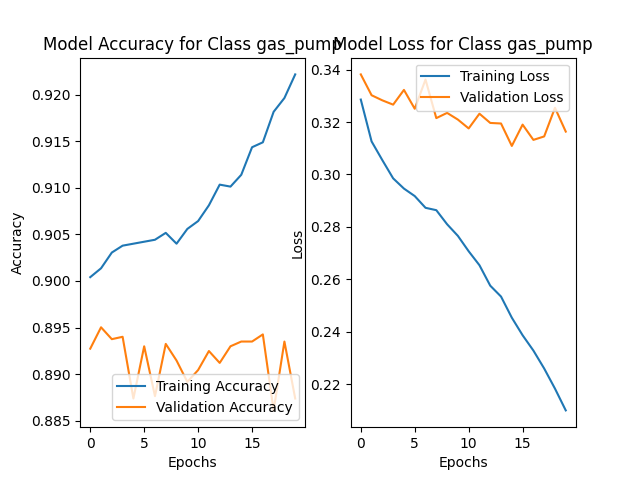 Model Accuracy for Class gas_pump
Accuracy
0.920
0.915
0.910
0.905
0.900
0.895
0.890
0.885
Training Accuracy
Validation Accuracy
0
5
10
15
Epochs
Model Loss for Class gas_pump
Loss
0.34
0.32
0.30
0.28
0.26
0.24
0.22
Training Loss
Validation Loss
0
5
10
15
Epochs